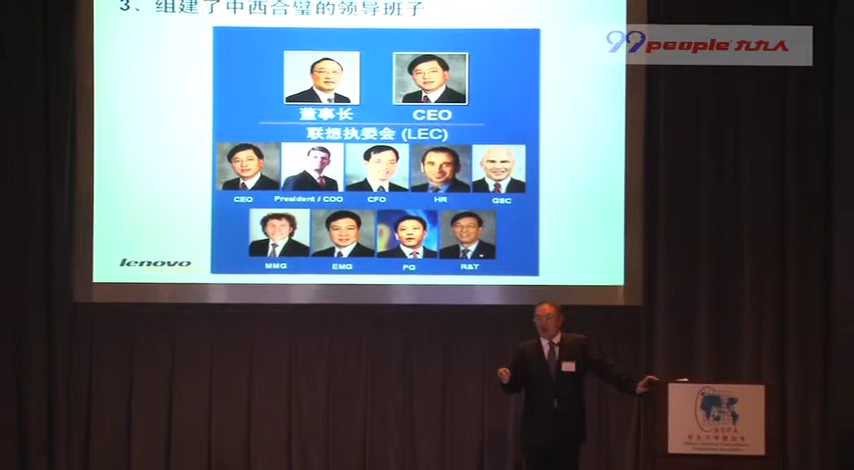 3、组建了中西合璧的领导班子
99people 九九人
董事长 CEO
联想执委会 (LEC)
CEO President / COO CFO HR GSC
MMG EMG PG R&T
lenovo